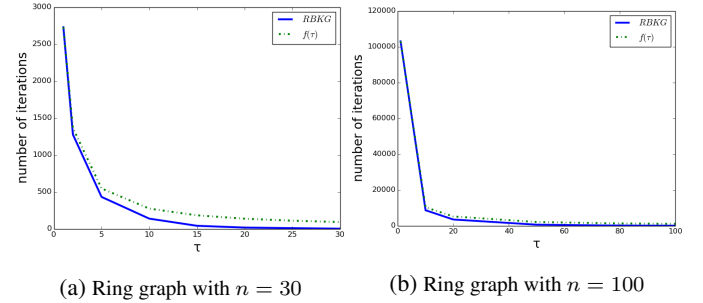 3000
2500
2000
1500
1000
500
0
0 5 10 15 20 25 30
number of iterations
τ
RBKG
f(τ)
(a) Ring graph with n = 30
120000
100000
80000
60000
40000
20000
0
0 20 40 60 80 100
number of iterations
τ
RBKG
f(τ)
(b) Ring graph with n = 100